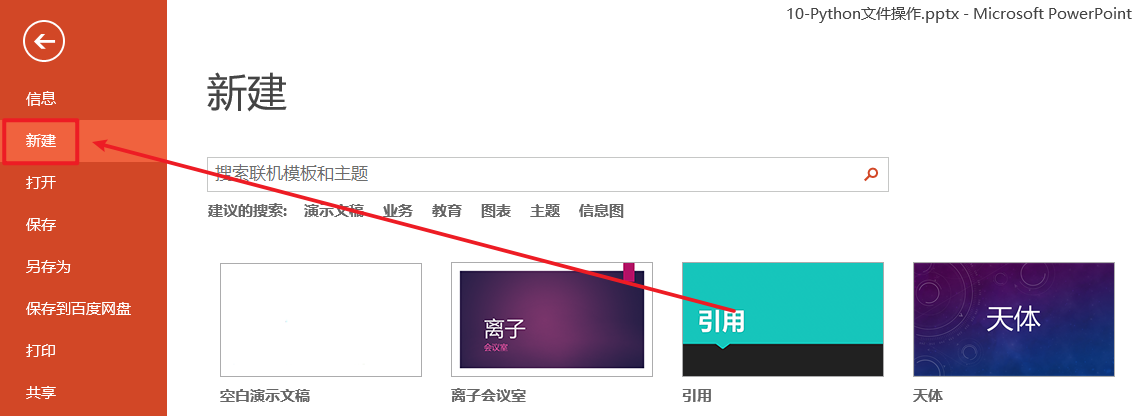 10-Python文件操作.pptx - Microsoft PowerPoint
信息
新建
打开
保存
另存为
保存到百度网盘
打印
共享
新建
搜索联机模板和主题
建议的搜索: 演示文稿 业务 教育 图表 主题 信息图
离子
会议室
引用
天体
空白演示文稿 离子会议室 引用 天体